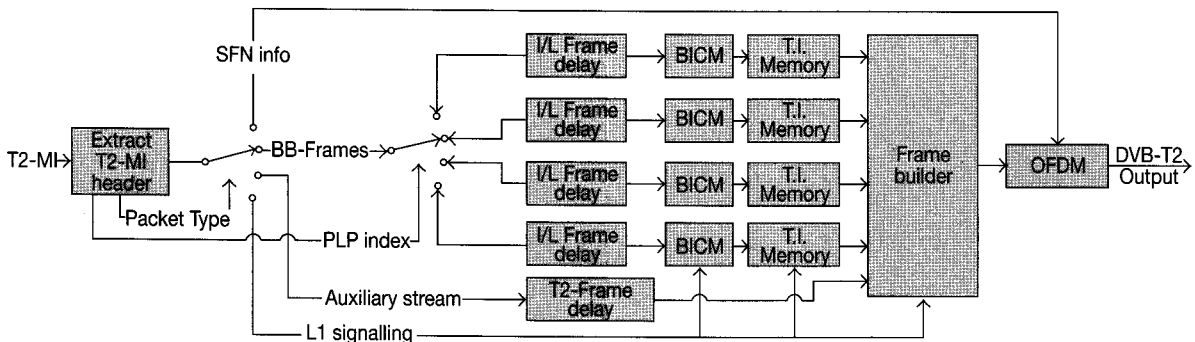 SFN info
T2-MI
Extract
T2-MI
header
BB-Frames
Packet Type
PLP index
Auxiliary stream
L1 signalling
I/L Frame
delay
BICM
T.I.
Memory
I/L Frame
delay
BICM
T.I.
Memory
I/L Frame
delay
BICM
T.I.
Memory
I/L Frame
delay
BICM
T.I.
Memory
T2-Frame
delay
Frame
builder
OFDM
DVB-T2
Output